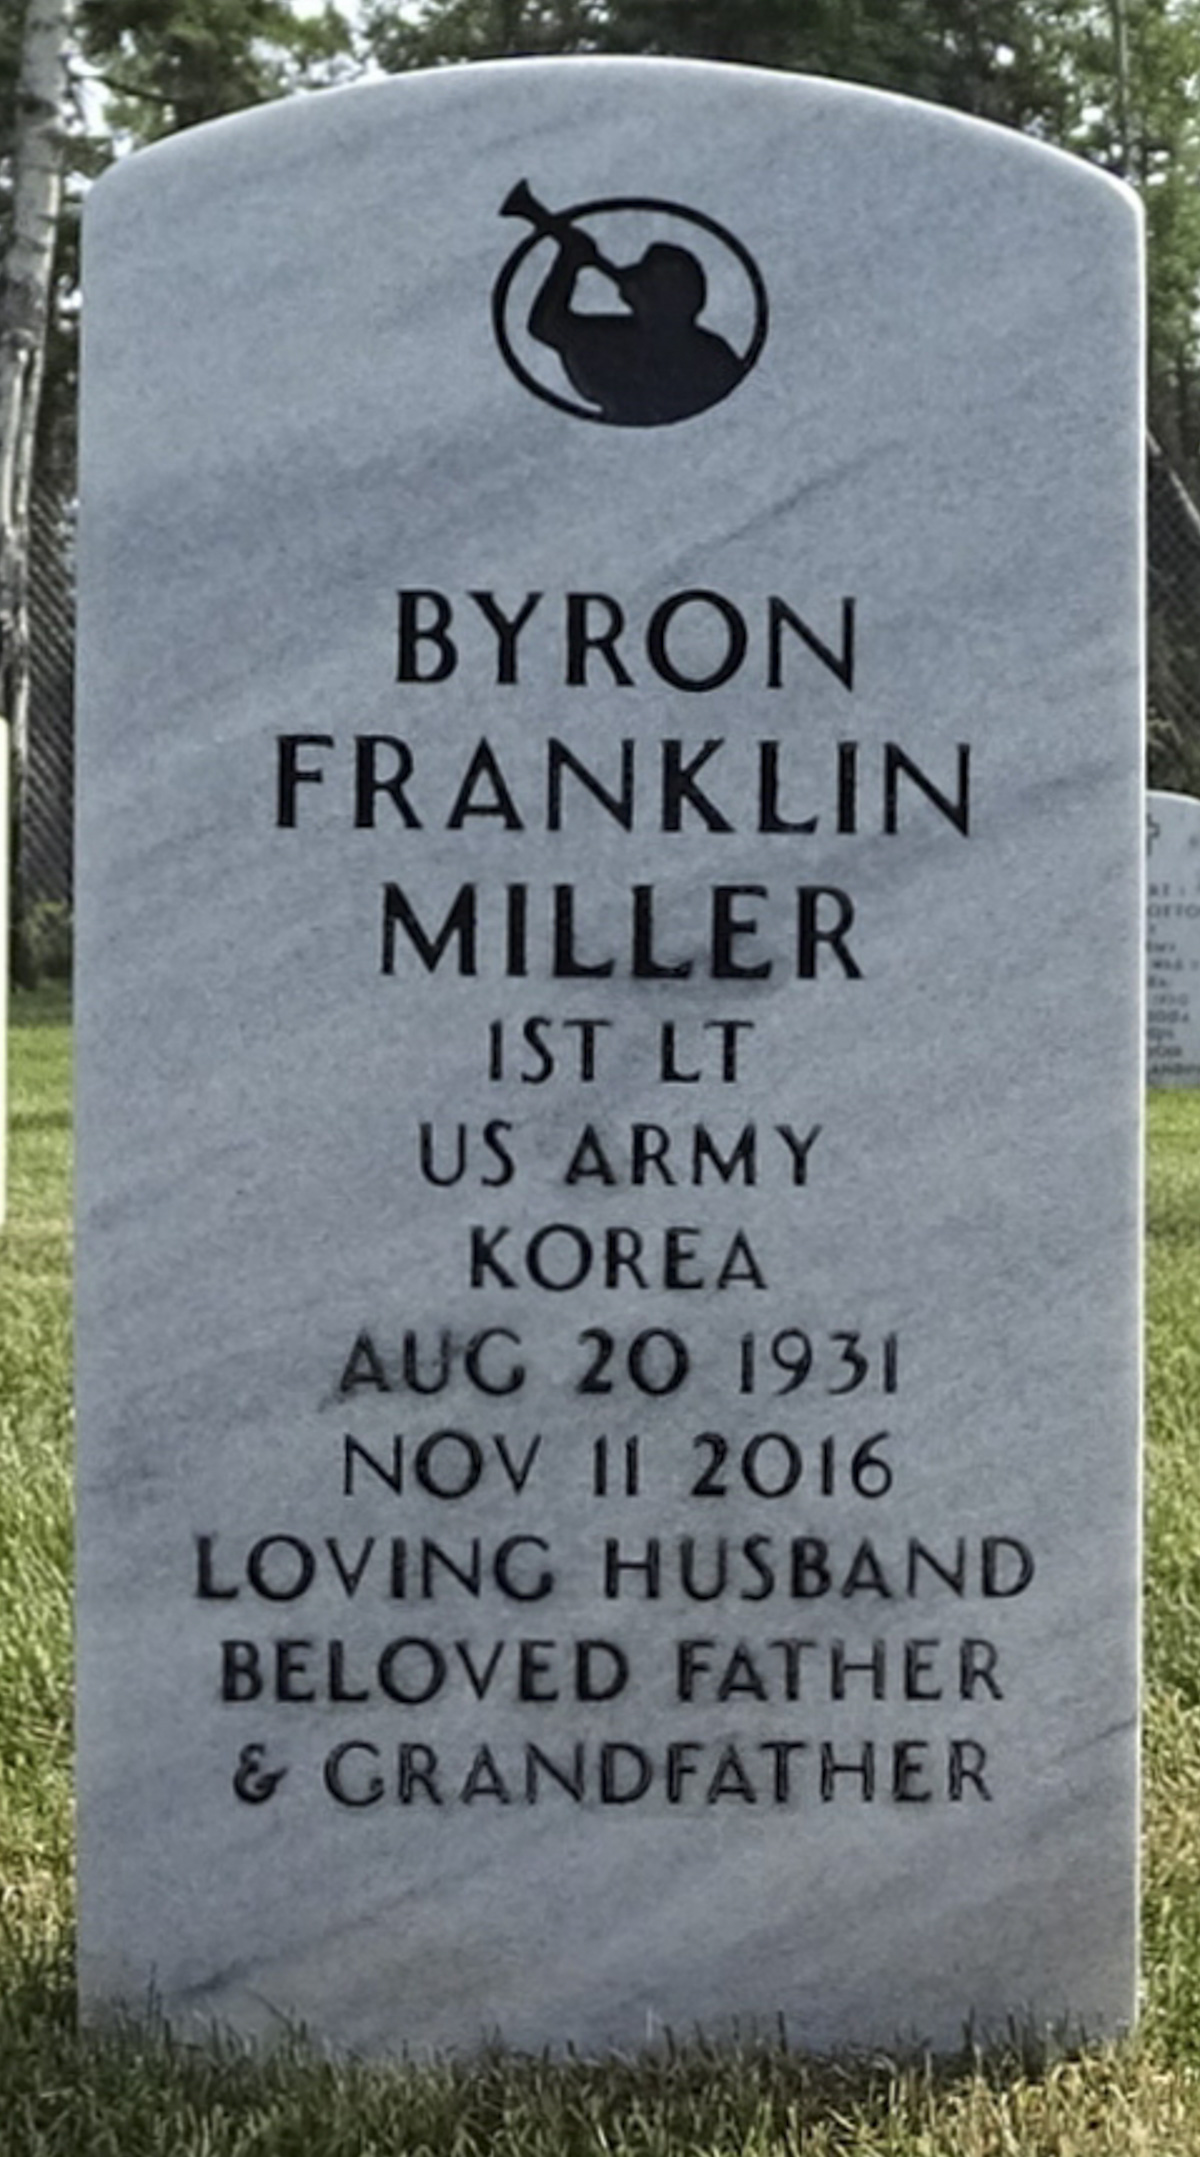 BYRON
FRANKLIN
MILLER
1ST LT
US ARMY
KOREA
AUG 20 1931
NOV 11 2016
LOVING HUSBAND
BELOVED FATHER
& GRANDFATHER